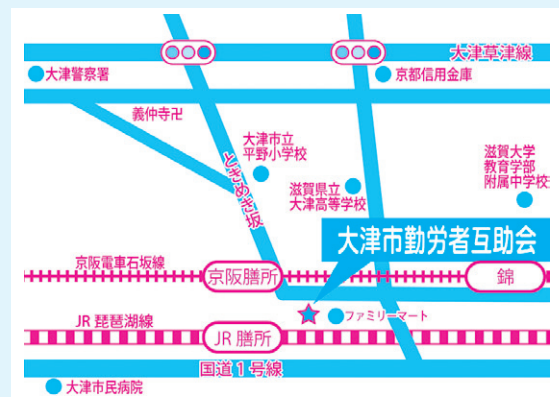 大津草津線
大津警察署
京都信用金庫
義仲寺卍
大津市立
平野小学校
ときめき坂
滋賀県立
大津高等学校
滋賀大学
教育学部
附属中学校
大津市勤労者互助会
京阪電車石坂線
京阪膳所
錦
ファミリーマート
JR 琵琶湖線
JR 膳所
国道1号線
大津市民病院